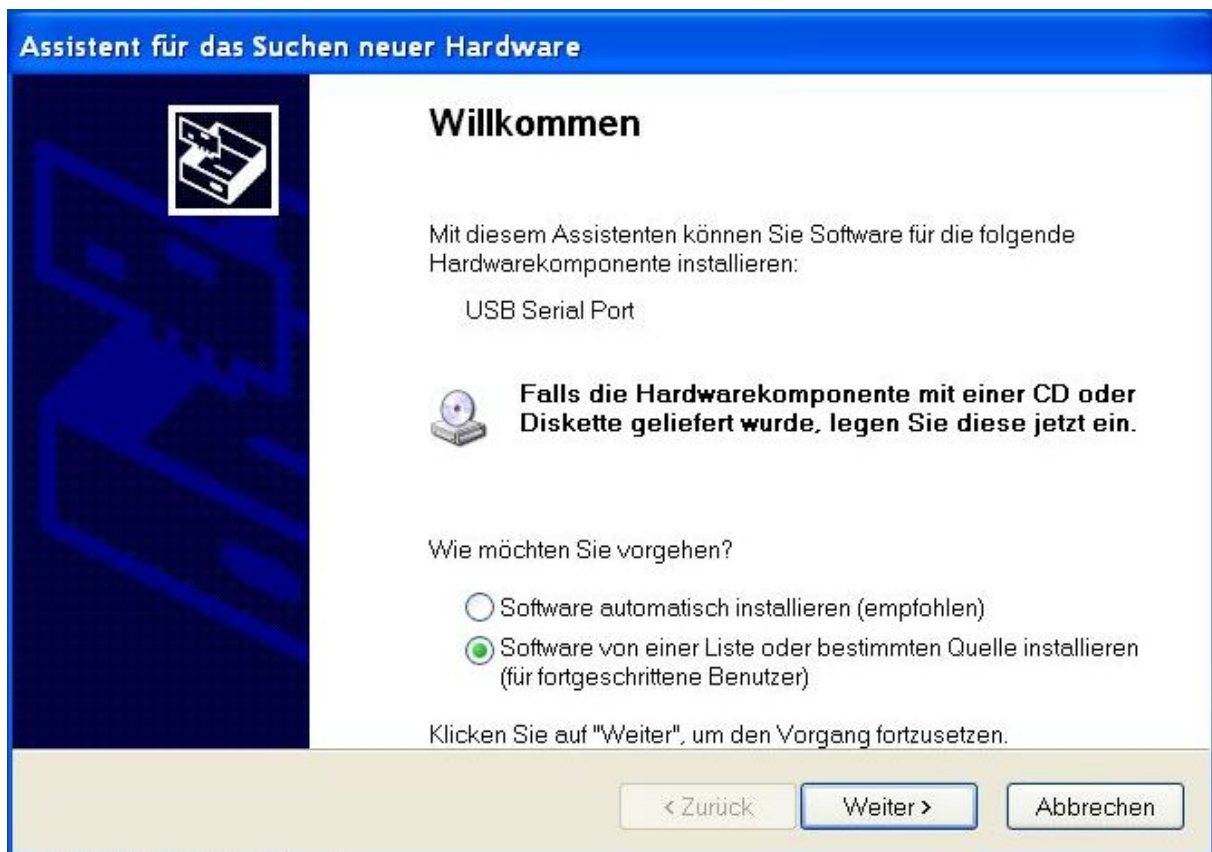 Assistent für das Suchen neuer Hardware
Willkommen
Mit diesem Assistenten können Sie Software für die folgende
Hardwarekomponente installieren:
USB Serial Port
Falls die Hardwarekomponente mit einer CD oder
Diskette geliefert wurde, legen Sie diese jetzt ein.
Wie möchten Sie vorgehen?
Software automatisch installieren (empfohlen)
Software von einer Liste oder bestimmten Quelle installieren
(für fortgeschrittene Benutzer)
Klicken Sie auf "Weiter", um den Vorgang fortzusetzen.
< Zurück Weiter > Abbrechen